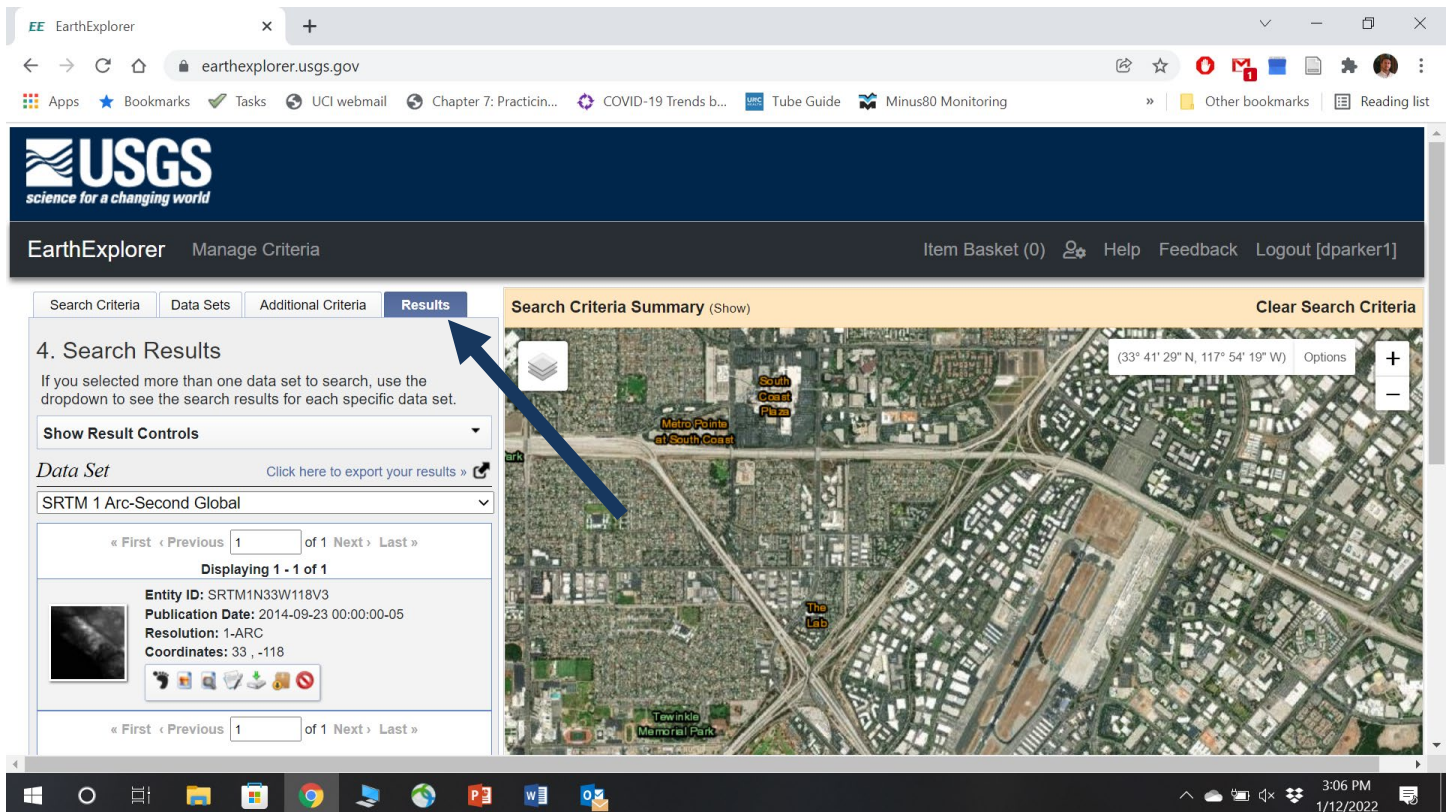 EE EarthExplorer
earthexplorer.usgs.gov
1
Apps Bookmarks Tasks UCI webmail Chapter 7: Practicin... COVID-19 Trends b... Tube Guide Minus80 Monitoring » Other bookmarks Reading list
USGS
science for a changing world
EarthExplorer Manage Criteria Item Basket (0) Help Feedback Logout [dparker1]
Search Criteria Data Sets Additional Criteria Results
Search Criteria Summary (Show) Clear Search Criteria
4. Search Results
If you selected more than one data set to search, use the
dropdown to see the search results for each specific data set.
Show Result Controls
Data Set Click here to export your results »
SRTM 1 Arc-Second Global
« First ‹ Previous 1 of 1 Next › Last »
Displaying 1 - 1 of 1
Entity ID: SRTM1N33W118V3
Publication Date: 2014-09-23 00:00:00-05
Resolution: 1-ARC
Coordinates: 33 , -118
« First ‹ Previous 1 of 1 Next › Last »
(33° 41' 29" N, 117° 54' 19" W) Options + −
South
Coast
Plaza
Metro Pointe
at South Coast
ark
The
Lab
Tewinkle
Memorial Park
3:06 PM
1/12/2022